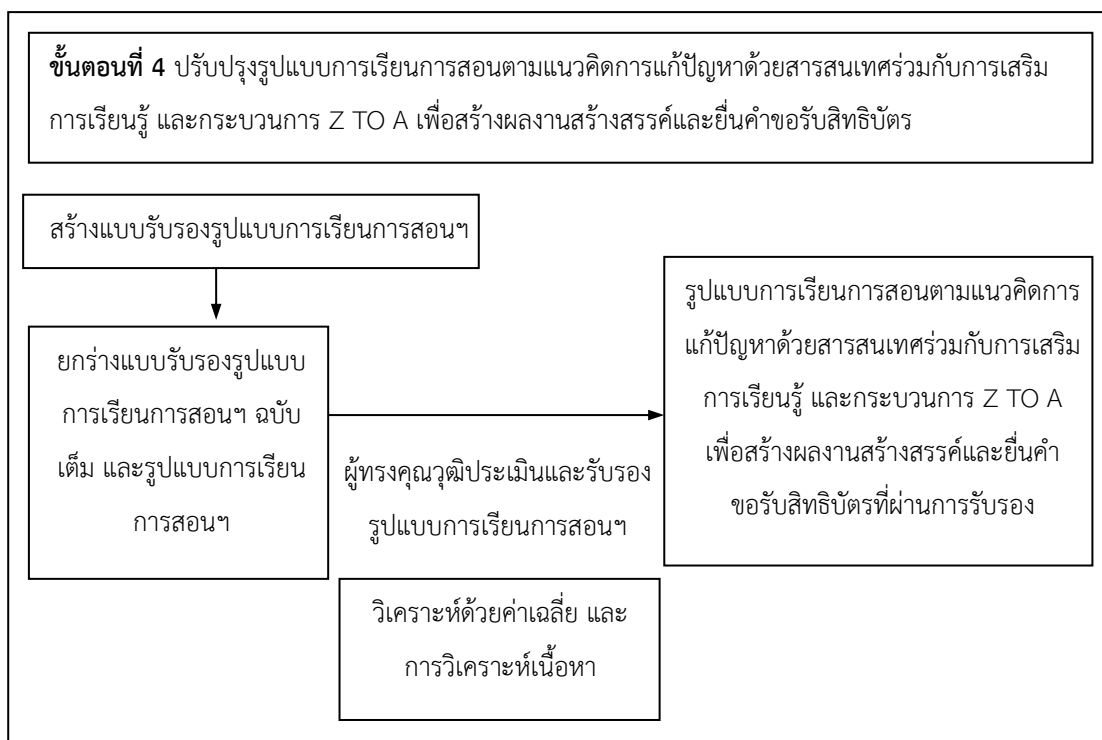 ขั้นตอนที่ 4 ปรับปรุงรูปแบบการเรียนการสอนตามแนวคิดการแก้ปัญหาด้วยสารสนเทศร่วมกับการเสริม
การเรียนรู้ และกระบวนการ Z TO A เพื่อสร้างผลงานสร้างสรรค์และยื่นคำขอรับสิทธิบัตร
สร้างแบบรับรองรูปแบบการเรียนการสอนฯ
ยกร่างแบบรับรองรูปแบบ
การเรียนการสอนฯ ฉบับ
เต็ม และรูปแบบการเรียน
การสอนฯ
ผู้ทรงคุณวุฒิประเมินและรับรอง
รูปแบบการเรียนการสอนฯ
วิเคราะห์ด้วยค่าเฉลี่ย และ
การวิเคราะห์เนื้อหา
รูปแบบการเรียนการสอนตามแนวคิดการ
แก้ปัญหาด้วยสารสนเทศร่วมกับการเสริม
การเรียนรู้ และกระบวนการ Z TO A
เพื่อสร้างผลงานสร้างสรรค์และยื่นคำ
ขอรับสิทธิบัตรที่ผ่านการรับรอง